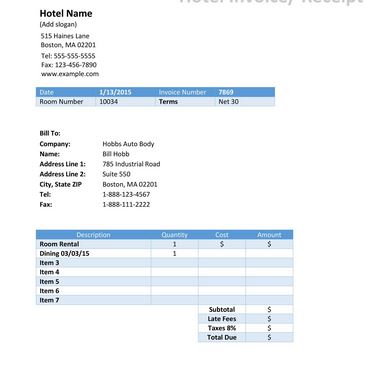 Hotel Invoice/ Receipt
Hotel Name
(Add slogan)
515 Haines Lane
Boston, MA 02201
Tel: 555-555-5555
Fax: 123-456-7890
www.example.com
Date 1/13/2015 Invoice Number 7869
Room Number 10034 Terms Net 30
Bill To:
Company: Hobbs Auto Body
Name: Bill Hobb
Address Line 1: 785 Industrial Road
Address Line 2: Suite 550
City, State ZIP Boston, MA 02201
Tel: 1-888-123-4567
Fax: 1-888-111-2222
Description Quantity Cost Amount
Room Rental 1 $ $
Dining 03/03/15 1
Item 3
Item 4
Item 5
Item 6
Item 7
Subtotal $
Late Fees $
Taxes 8% $
Total Due $